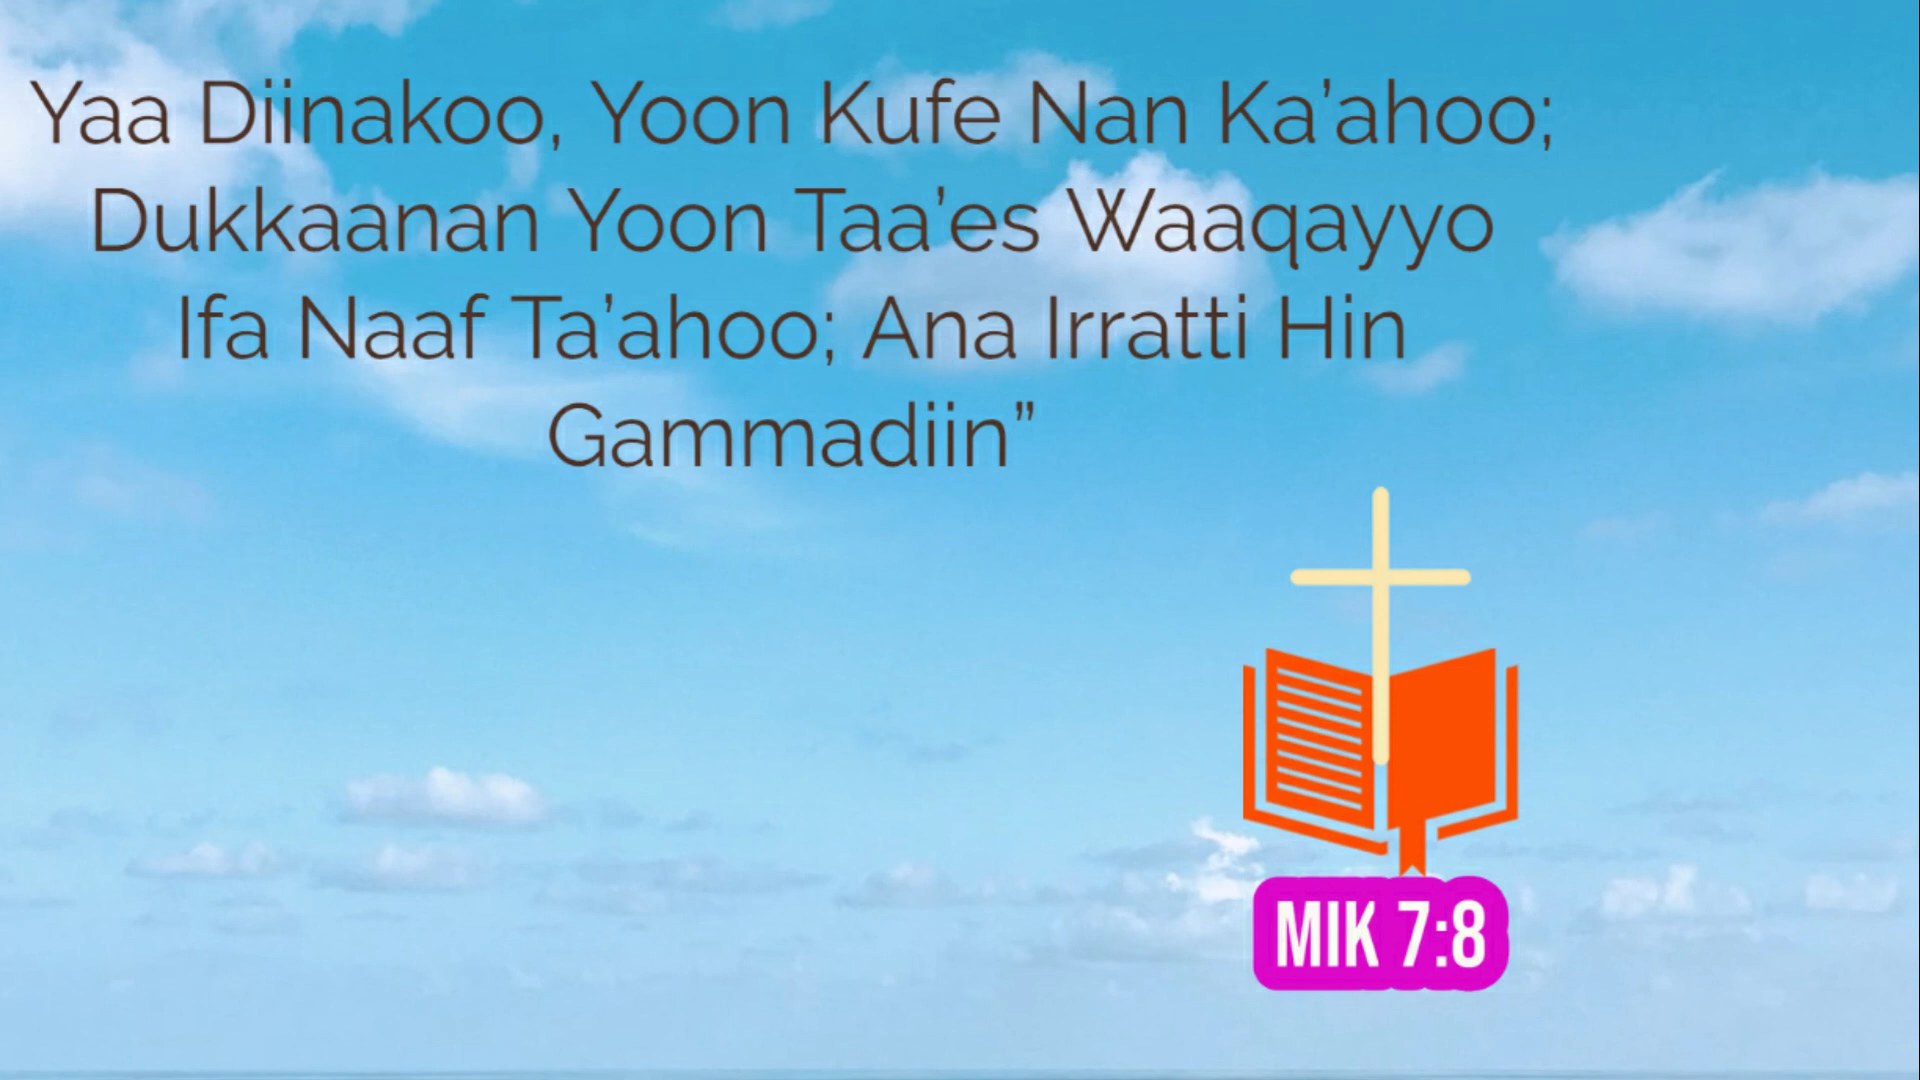 Yaa Diinakoo, Yoon Kufe Nan Ka’ahoo;
Dukkaanan Yoon Taa’es Waaqayyo
Ifa Naaf Ta’ahoo; Ana Irratti Hin
Gammadiin”
MIK 7:8